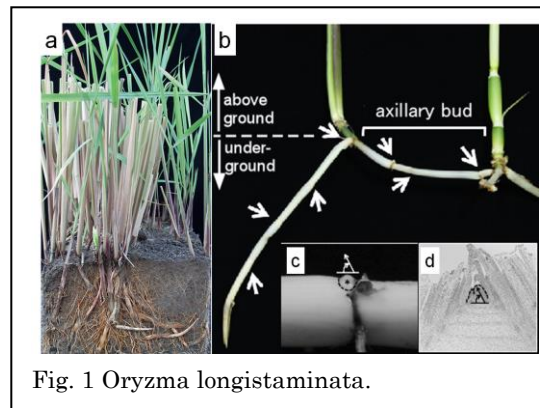 a
b
above
ground
under-
ground
axillary bud
c
d
Fig. 1 Oryzma longistaminata.